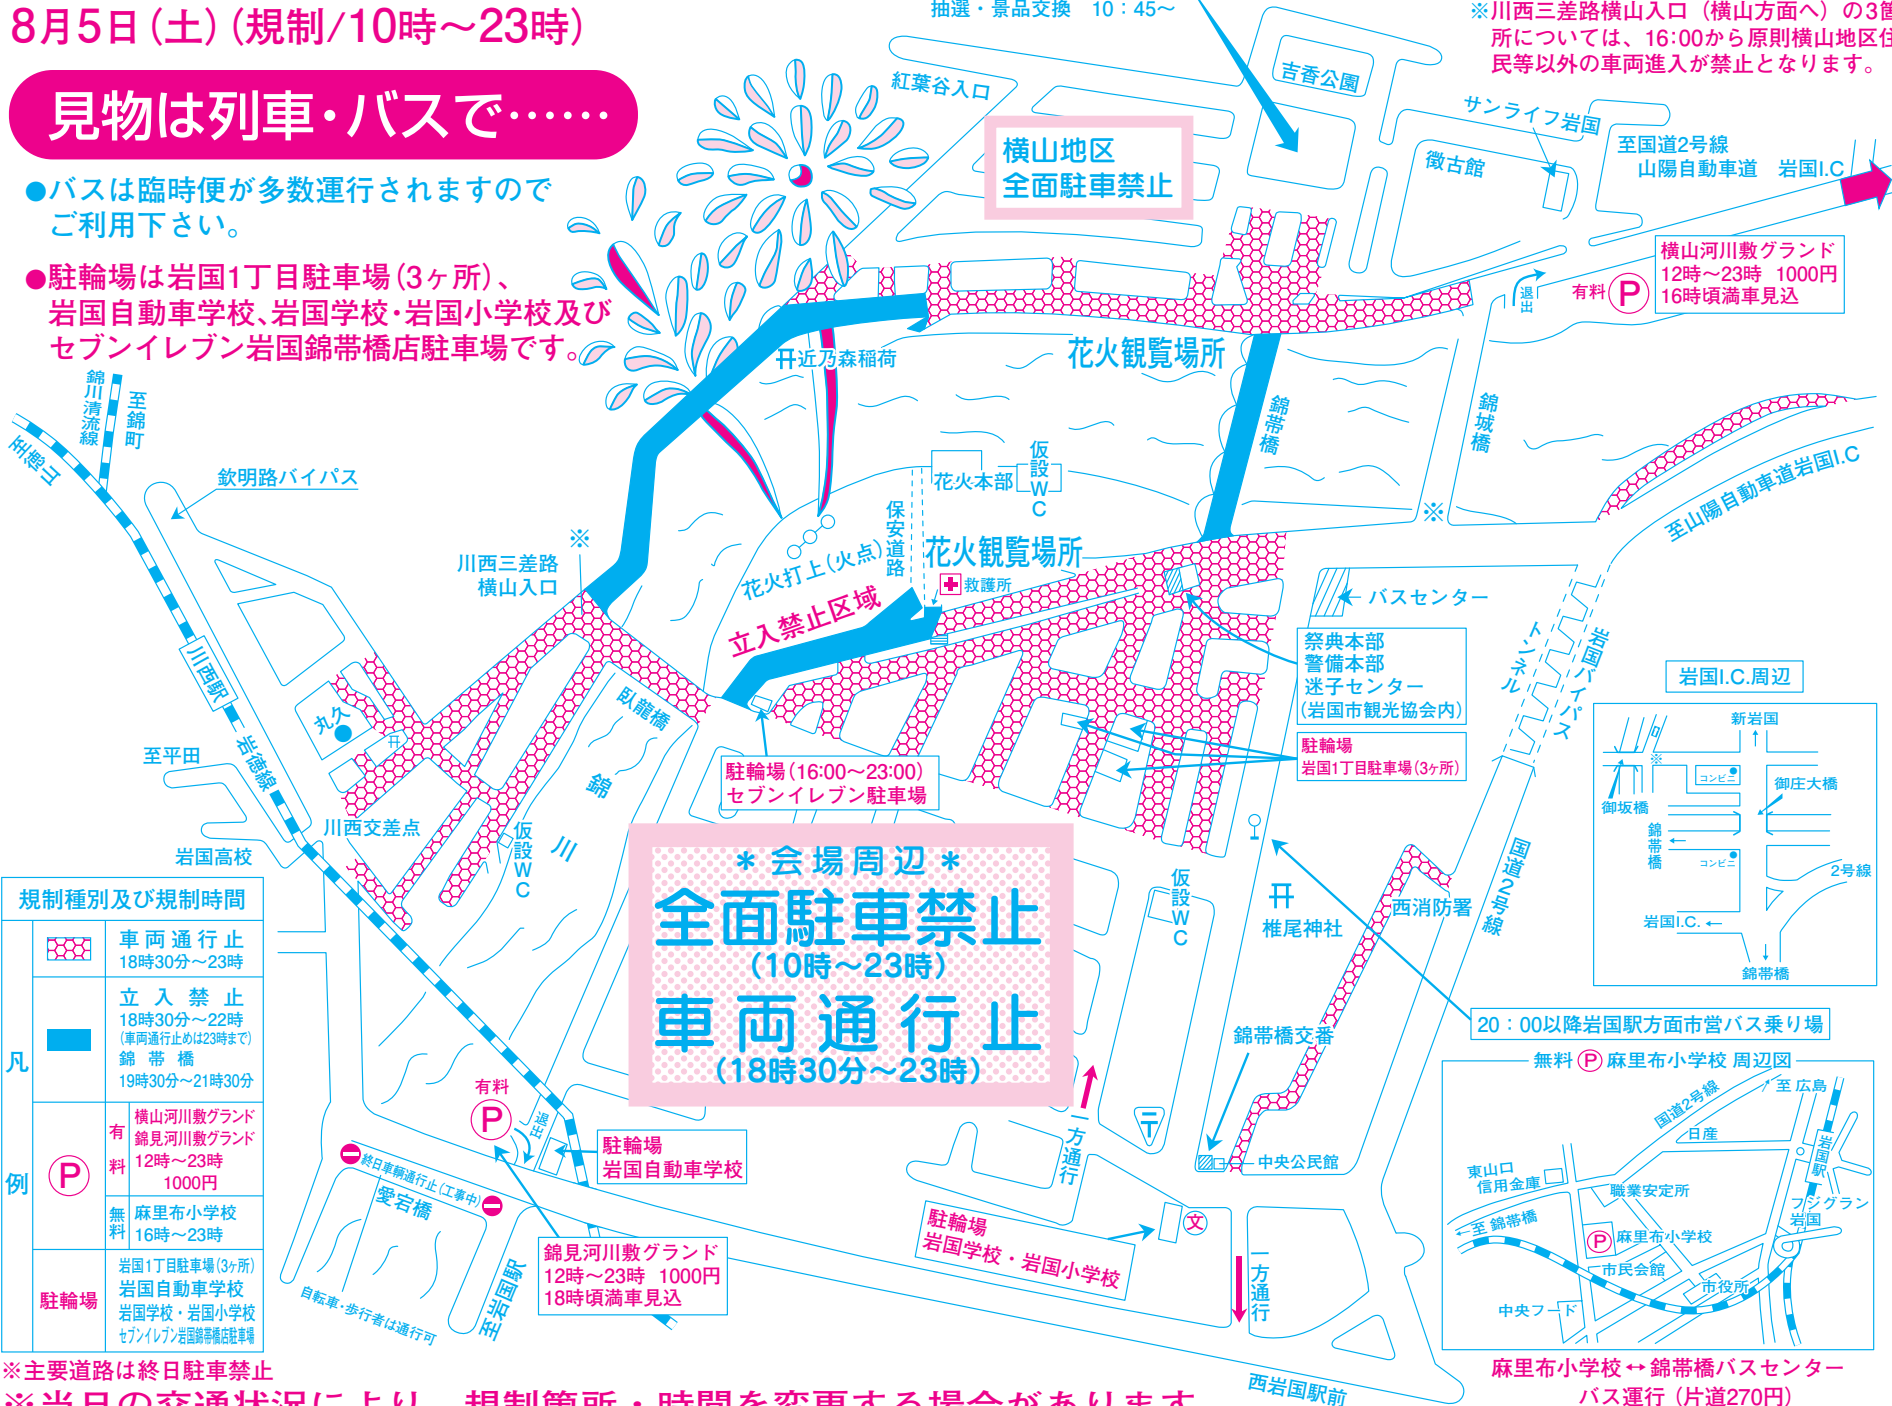 8月5日(土)(規制/10時～23時)
見物は列車・バスで……
●バスは臨時便が多数運行されますので
ご利用下さい。
●駐輪場は岩国1丁目駐車場(3ヶ所)、
岩国自動車学校、岩国学校・岩国小学校及び
セブンイレブン岩国錦帯橋店駐車場です。
抽選・景品交換 10：45～
※川西三差路横山入口（横山方面へ）の3箇
所については、16:00から原則横山地区住
民等以外の車両進入が禁止となります。
紅葉谷入口
吉香公園
横山地区
全面駐車禁止
サンライフ岩国
徴古館
至国道2号線
山陽自動車道 岩国I.C
横山河川敷グランド
12時～23時 1000円
16時頃満車見込
有料 P
退出
近乃森稲荷
花火観覧場所
錦帯橋
錦城橋
至山陽自動車道岩国I.C
錦川清流線
至錦町
至徳山
欽明路バイパス
花火本部
仮設WC
保安道路
花火打上(火点)
花火観覧場所
救護所
立入禁止区域
※
川西三差路
横山入口
※
バスセンター
トンネル
岩国バイパス
祭典本部
警備本部
迷子センター
(岩国市観光協会内)
駐輪場
岩国1丁目駐車場(3ヶ所)
川西駅
丸久
岩徳線
至平田
川西交差点
岩国高校
臥龍橋
錦川
仮設WC
駐輪場(16:00～23:00)
セブンイレブン駐車場
＊会場周辺＊
全面駐車禁止
(10時～23時)
車両通行止
(18時30分～23時)
仮設WC
椎尾神社
西消防署
国道2号線
岩国I.C.周辺
新岩国
※
コンビニ
御庄大橋
御坂橋
錦帯橋
コンビニ
2号線
岩国I.C.
錦帯橋
20：00以降岩国駅方面市営バス乗り場
錦帯橋交番
中央公民館
一方通行
〒
規制種別及び規制時間
凡例
車両通行止
18時30分～23時
立入禁止
18時30分～22時
(車両通行止めは23時まで)
錦帯橋
19時30分～21時30分
P
有料
横山河川敷グランド
錦見河川敷グランド
12時～23時
1000円
無料
麻里布小学校
16時～23時
駐輪場
岩国1丁目駐車場(3ヶ所)
岩国自動車学校
岩国学校・岩国小学校
セブンイレブン岩国錦帯橋店駐車場
有料
P
退出
駐輪場
岩国自動車学校
終日車輌通行止(工事中)
愛宕橋
自転車・歩行者は通行可
至岩国駅
錦見河川敷グランド
12時～23時 1000円
18時頃満車見込
駐輪場
岩国学校・岩国小学校
文
一方通行
西岩国駅前
無料 P 麻里布小学校 周辺図
国道2号線
至 広島
日産
岩国駅
東山口
信用金庫
職業安定所
フジグラン
岩国
至 錦帯橋
P 麻里布小学校
市民会館
市役所
中央フード
麻里布小学校↔錦帯橋バスセンター
バス運行（片道270円）
※主要道路は終日駐車禁止
※当日の交通状況により、規制箇所・時間を変更する場合があります